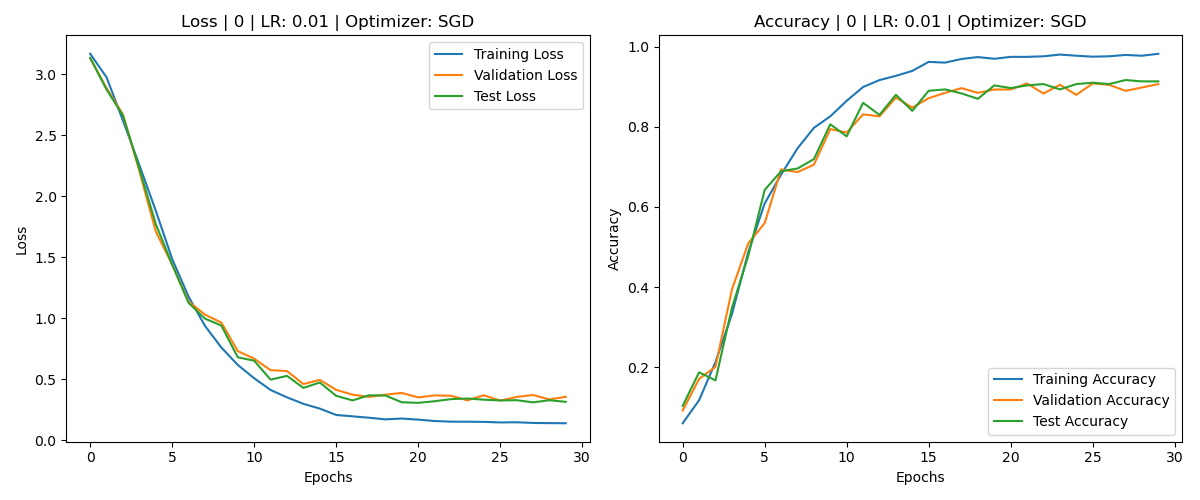 Loss | 0 | LR: 0.01 | Optimizer: SGD
Training Loss
Validation Loss
Test Loss
3.0
2.5
2.0
1.5
1.0
0.5
0.0
Loss
0 5 10 15 20 25 30
Epochs
Accuracy | 0 | LR: 0.01 | Optimizer: SGD
1.0
0.8
0.6
0.4
0.2
Accuracy
Training Accuracy
Validation Accuracy
Test Accuracy
0 5 10 15 20 25 30
Epochs